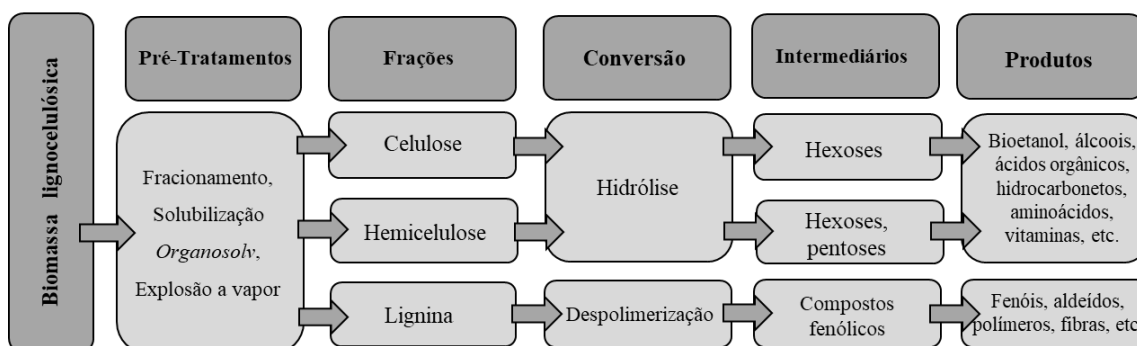 Biomassa lignocelulósica
Pré-Tratamentos
Frações
Conversão
Intermediários
Produtos
Fracionamento,
Solubilização
Organosolv,
Explosão a vapor
Celulose
Hemicelulose
Lignina
Hidrólise
Despolimerização
Hexoses
Hexoses,
pentoses
Compostos
fenólicos
Bioetanol, álcoois,
ácidos orgânicos,
hidrocarbonetos,
aminoácidos,
vitaminas, etc.
Fenóis, aldeídos,
polímeros, fibras, etc